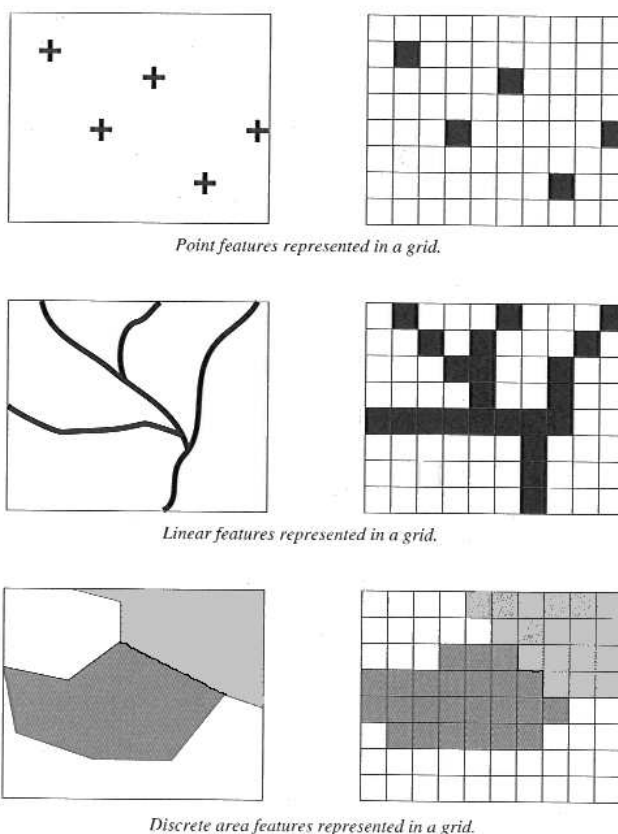 Point features represented in a grid.
Linear features represented in a grid.
Discrete area features represented in a grid.